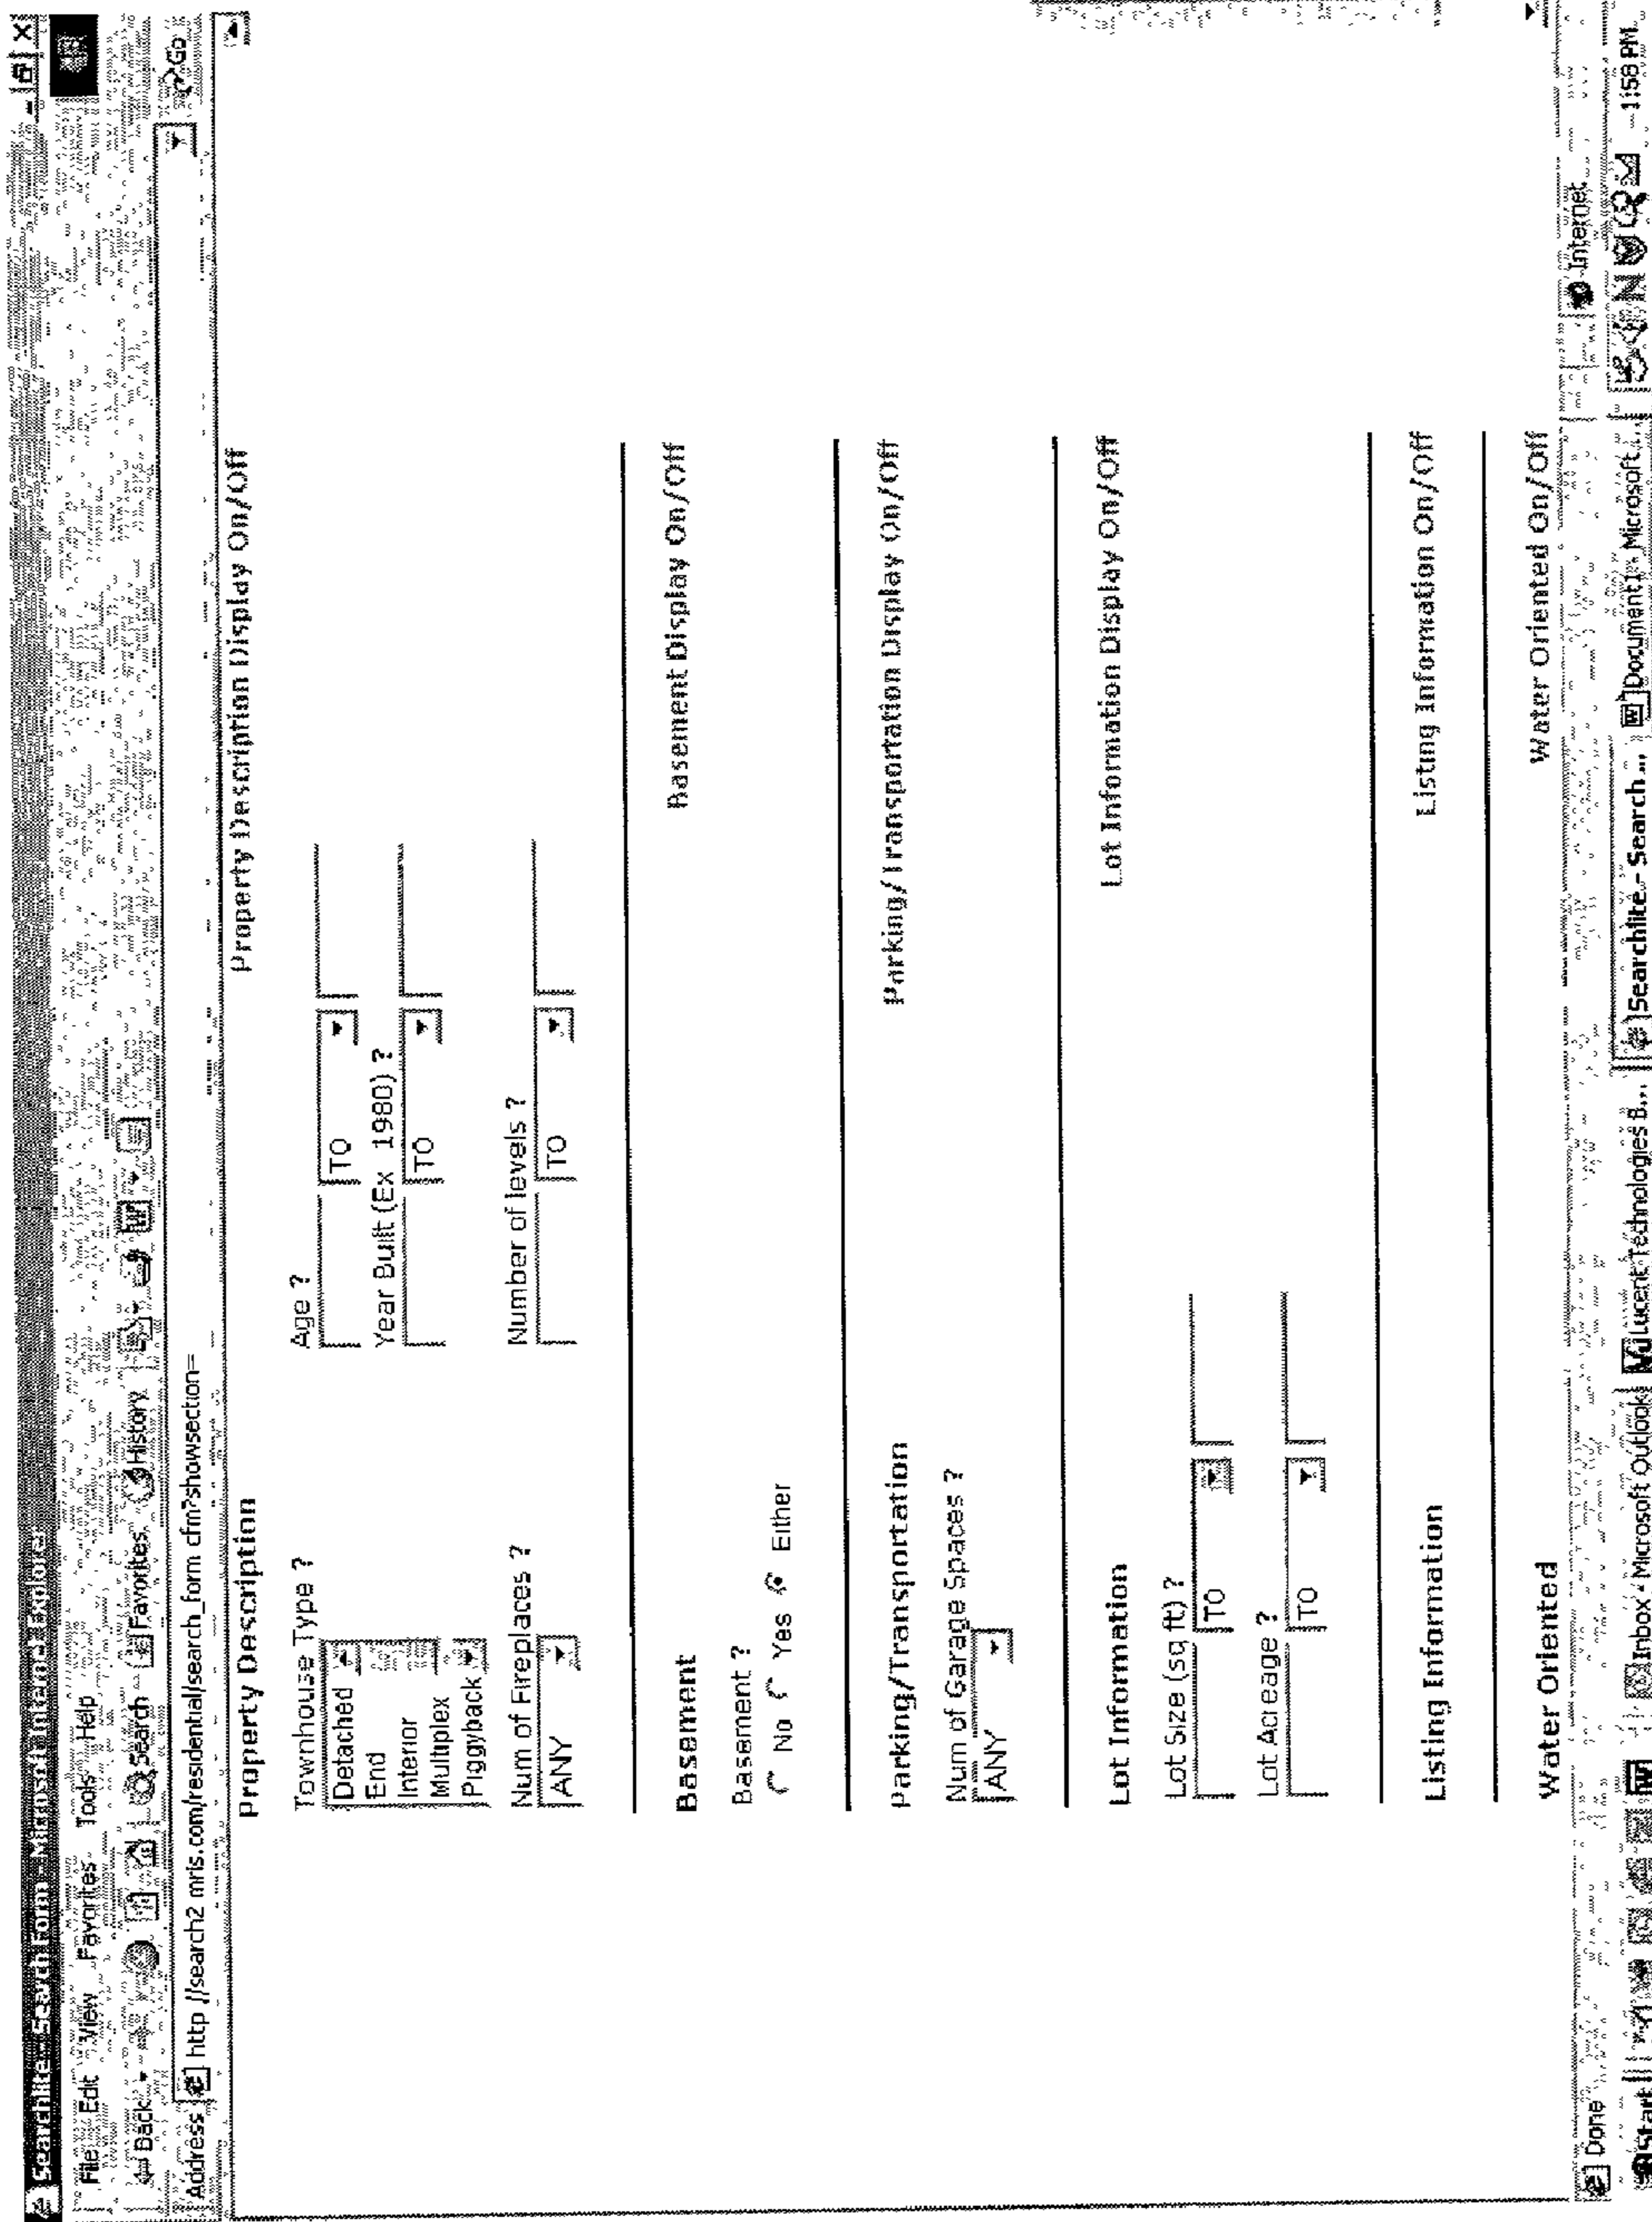 Searchlite - Search Form - Microsoft Internet Explorer
File Edit View Favorites Tools Help
Back Search Favorites History
Address http //search2 mris.com/residential/search_form cfm?showsection= Go
Property Description Property Description Display On/Off
Townhouse Type ? Age ?
Detached TO
End Year Built (Ex 1980) ?
Interior TO
Multiplex
Piggyback
Num of Fireplaces ? Number of levels ?
ANY TO
Basement Basement Display On/Off
Basement ?
No Yes Either
Parking/Transportation Parking/Transportation Display On/Off
Num of Garage Spaces ?
ANY
Lot Information Lot Information Display On/Off
Lot Size (sq ft) ?
TO
Lot Acreage ?
TO
Listing Information Listing Information On/Off
Water Oriented Water Oriented On/Off
Done Internet
Start Inbox - Microsoft Outlook Lucent Technologies B... Searchlite - Search ... Document1 - Microsoft... 1:58 PM